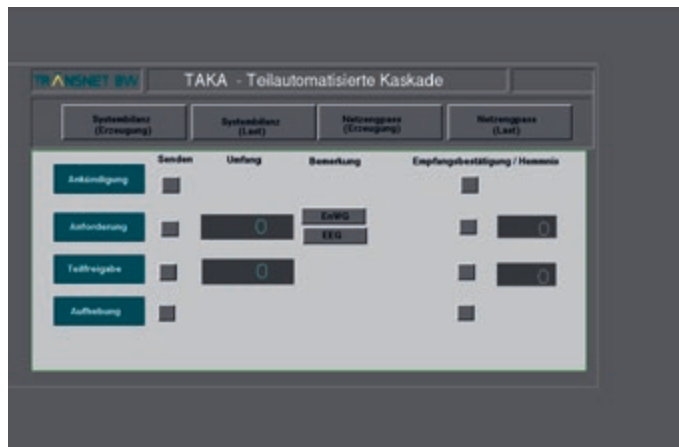 TRANSNET BW TAKA - Teilautomatisierte Kaskade
Systembilanz (Erzeugung)
Systembilanz (Last)
Netzengpass (Erzeugung)
Netzengpass (Last)
Senden Umfang Bemerkung Empfangsbestätigung / Hemmnis
Ankündigung
Anforderung 0 EnWG 0
EEG
Teilfreigabe 0 0
Aufhebung